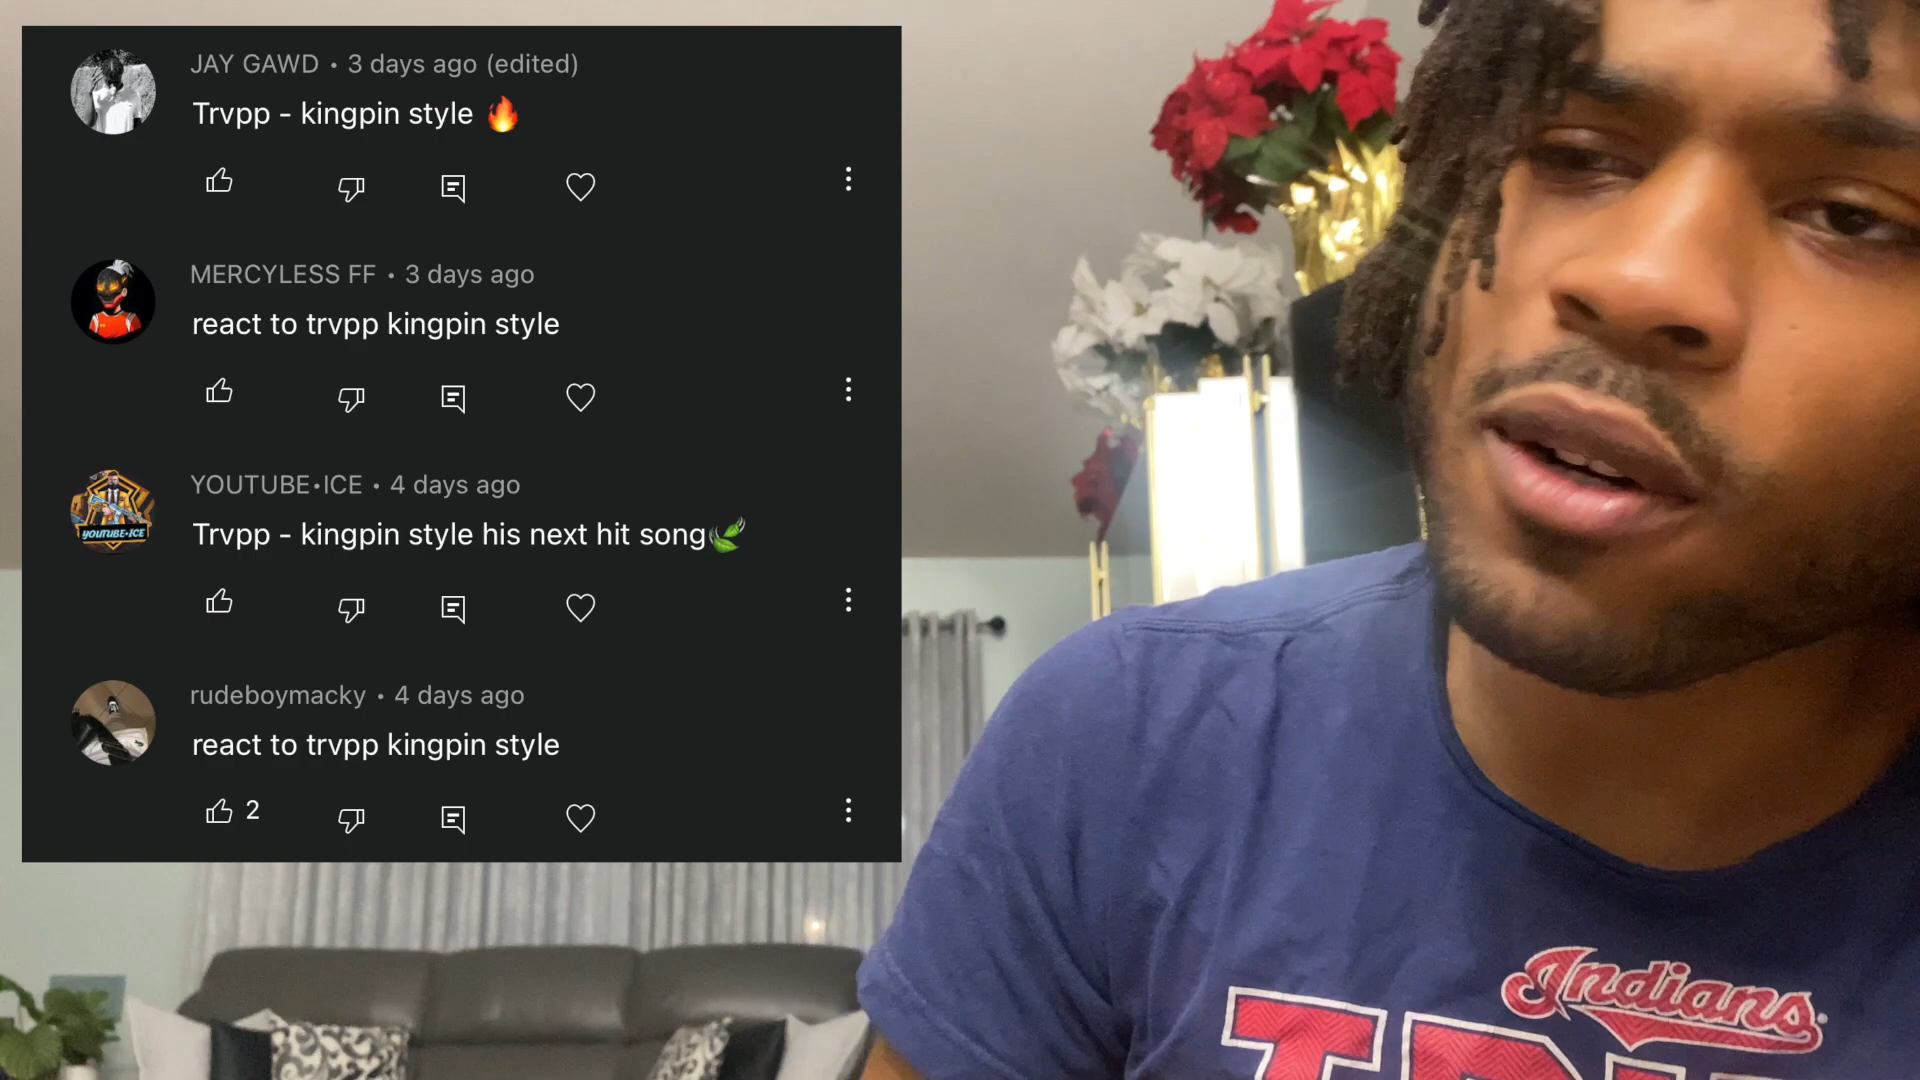 JAY GAWD • 3 days ago (edited)
Trvpp - kingpin style 🔥
MERCYLESS FF • 3 days ago
react to trvpp kingpin style
YOUTUBE•ICE • 4 days ago
Trvpp - kingpin style his next hit song🌿
YOUTUBE-ICE
rudeboymacky • 4 days ago
react to trvpp kingpin style
2
Indians